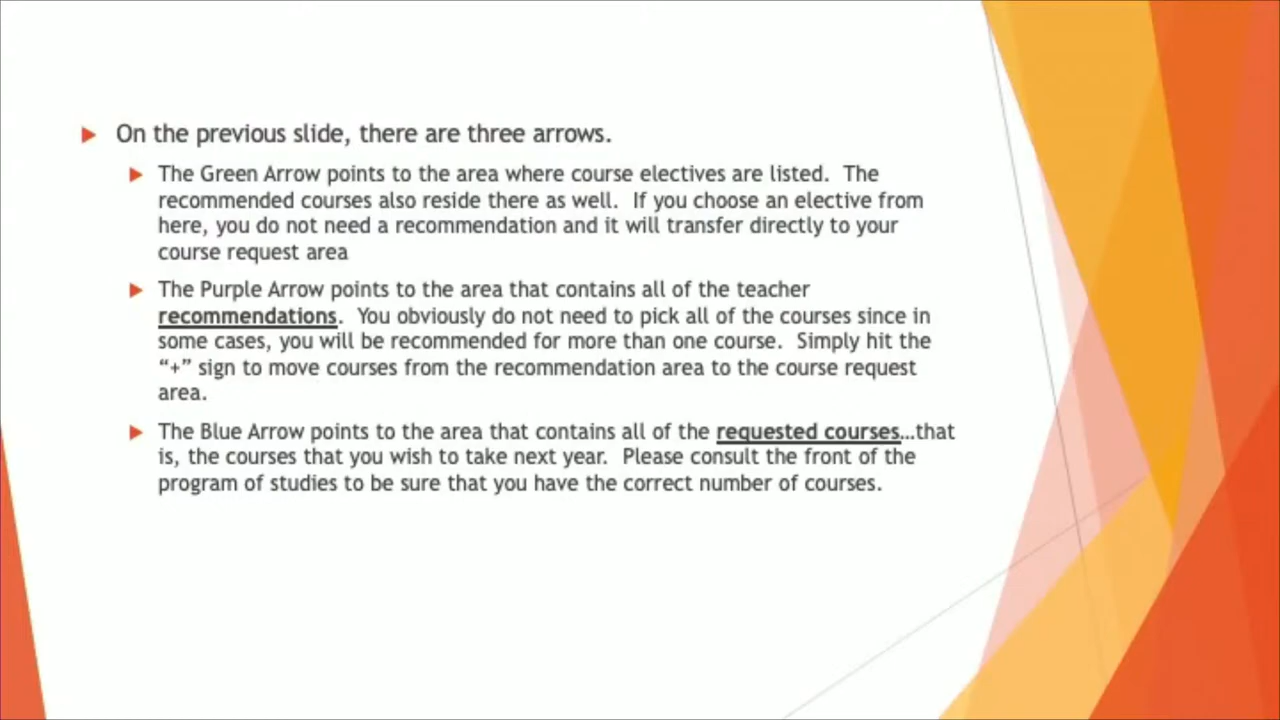 On the previous slide, there are three arrows.
The Green Arrow points to the area where course electives are listed.  The
recommended courses also reside there as well.  If you choose an elective from
here, you do not need a recommendation and it will transfer directly to your
course request area
The Purple Arrow points to the area that contains all of the teacher
recommendations.  You obviously do not need to pick all of the courses since in
some cases, you will be recommended for more than one course.  Simply hit the
“+” sign to move courses from the recommendation area to the course request
area.
The Blue Arrow points to the area that contains all of the requested courses…that
is, the courses that you wish to take next year.  Please consult the front of the
program of studies to be sure that you have the correct number of courses.